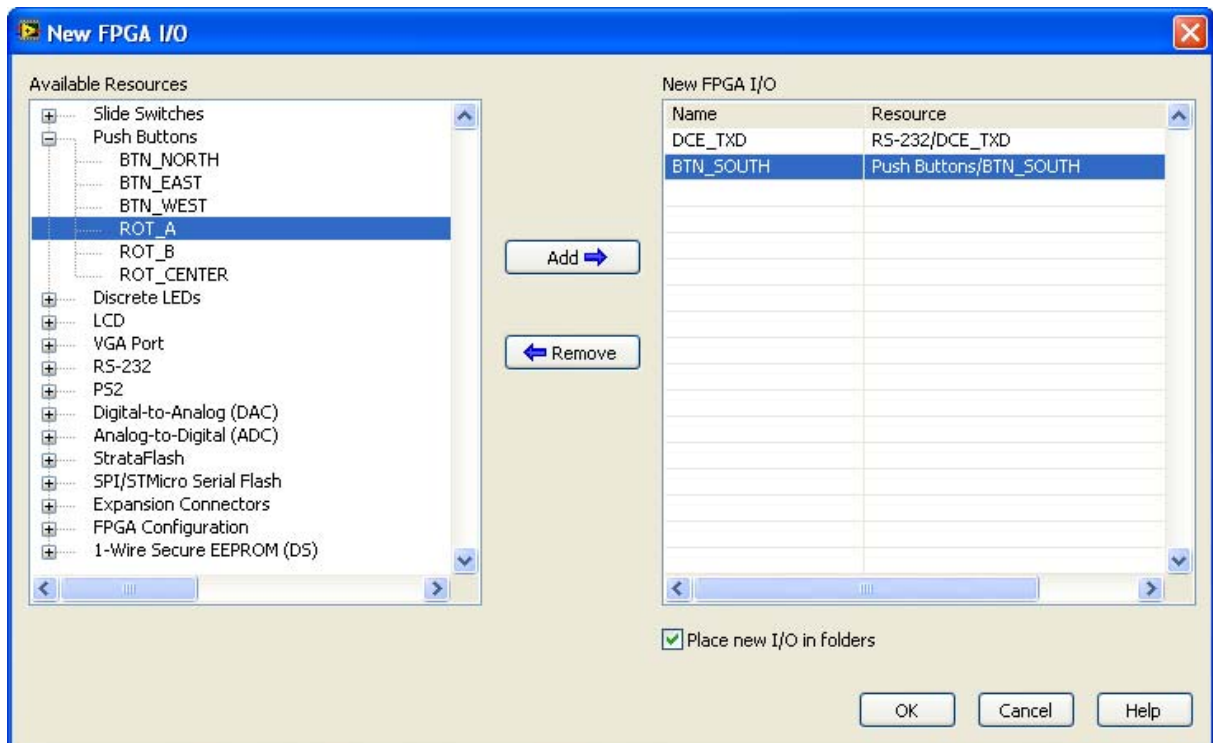 New FPGA I/O
Available Resources
Slide Switches
Push Buttons
BTN_NORTH
BTN_EAST
BTN_WEST
ROT_A
ROT_B
ROT_CENTER
Discrete LEDs
LCD
VGA Port
RS-232
PS2
Digital-to-Analog (DAC)
Analog-to-Digital (ADC)
StrataFlash
SPI/STMicro Serial Flash
Expansion Connectors
FPGA Configuration
1-Wire Secure EEPROM (DS)
Add
Remove
New FPGA I/O
Name Resource
DCE_TXD RS-232/DCE_TXD
BTN_SOUTH Push Buttons/BTN_SOUTH
Place new I/O in folders
OK Cancel Help